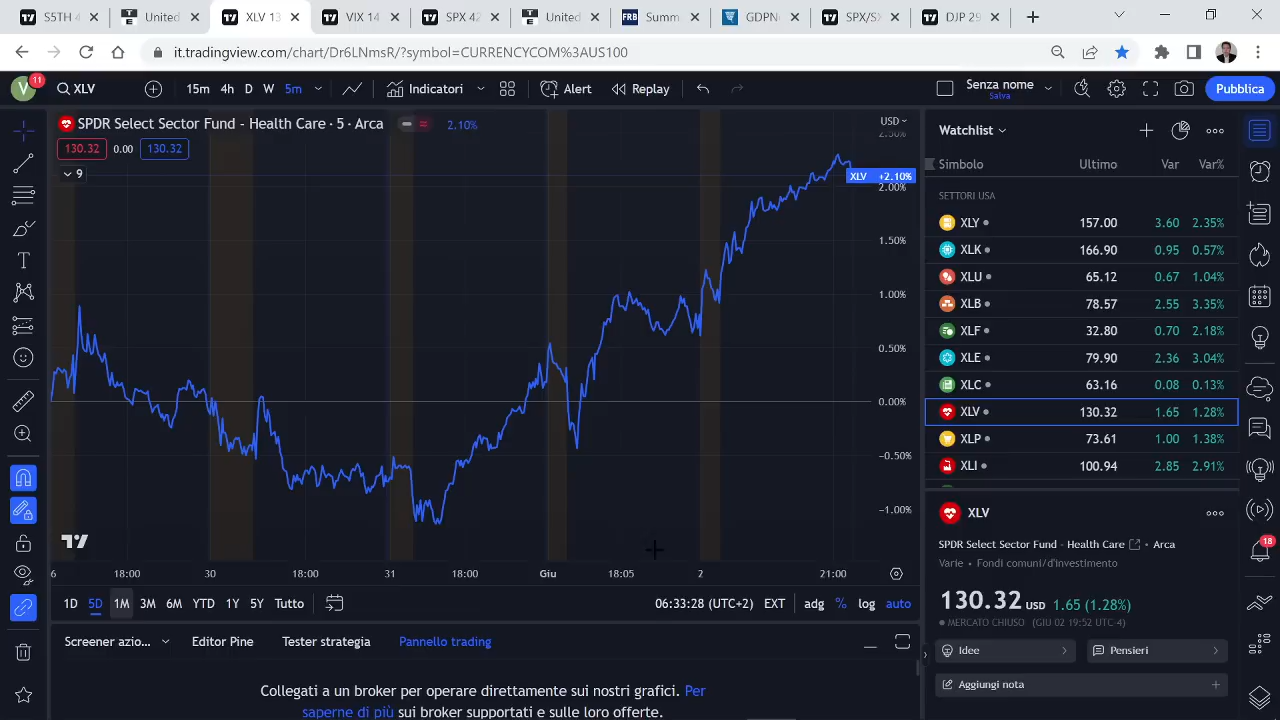 S5TH 4
United
XLV 13
VIX 14
SPX 42
United
FRB
Summ
GDPN
SPX/S
DJP 29
it.tradingview.com/chart/Dr6LNmsR/?symbol=CURRENCYCOM%3AUS100
V 11
XLV
15m 4h D W 5m
Indicatori
Alert
Replay
Senza nome
Salva
Pubblica
SPDR Select Sector Fund - Health Care · 5 · Arca
2.10%
130.32 0.00 130.32
9
USD
2.50%
XLV +2.10%
2.00%
1.50%
1.00%
0.50%
0.00%
−0.50%
−1.00%
6 18:00 30 18:00 31 18:00 Giu 18:05 2 21:00
1D 5D 1M 3M 6M YTD 1Y 5Y Tutto
06:33:28 (UTC+2) EXT adg % log auto
Screener azio... Editor Pine Tester strategia Pannello trading
Collegati a un broker per operare direttamente sui nostri grafici. Per
saperne di più sui broker supportati e sulle loro offerte.
Watchlist
Simbolo Ultimo Var Var%
SETTORI USA
XLY 157.00 3.60 2.35%
XLK 166.90 0.95 0.57%
XLU 65.12 0.67 1.04%
XLB 78.57 2.55 3.35%
XLF 32.80 0.70 2.18%
XLE 79.90 2.36 3.04%
XLC 63.16 0.08 0.13%
XLV 130.32 1.65 1.28%
XLP 73.61 1.00 1.38%
XLI 100.94 2.85 2.91%
XLV
SPDR Select Sector Fund - Health Care • Arca
Varie • Fondi comuni/d'investimento
130.32 USD 1.65 (1.28%)
MERCATO CHIUSO (GIU 02 19:52 UTC-4)
Idee
Pensieri
Aggiungi nota
18